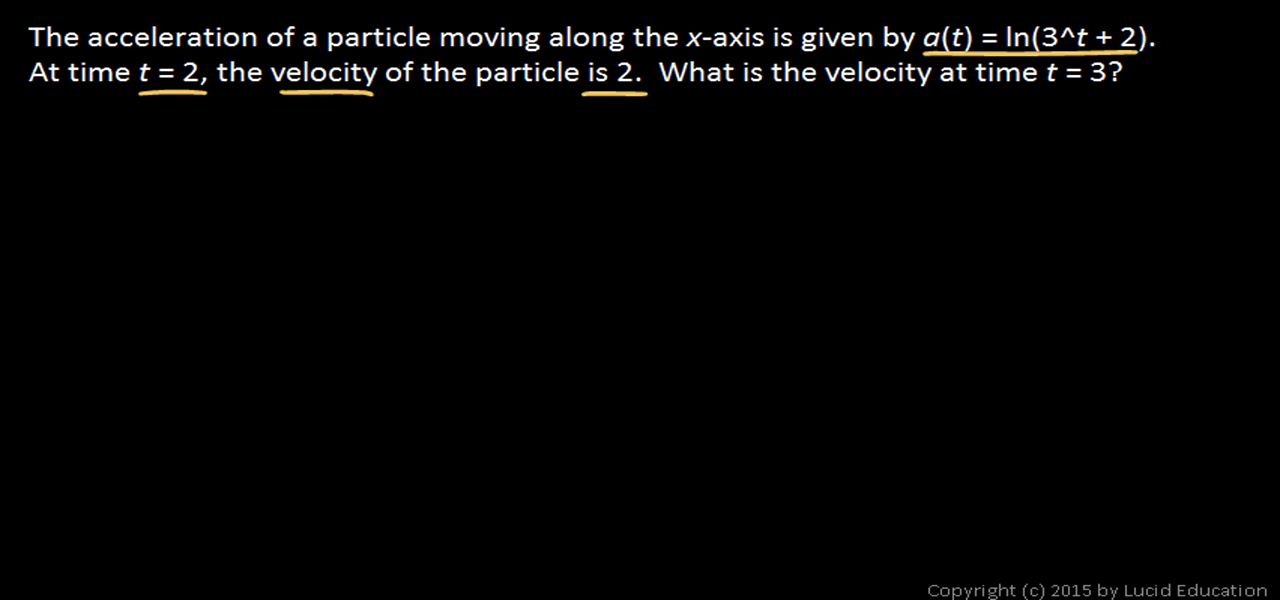 The acceleration of a particle moving along the x-axis is given by a(t) = ln(3^t + 2).
At time t = 2, the velocity of the particle is 2.  What is the velocity at time t = 3?
Copyright (c) 2015 by Lucid Education